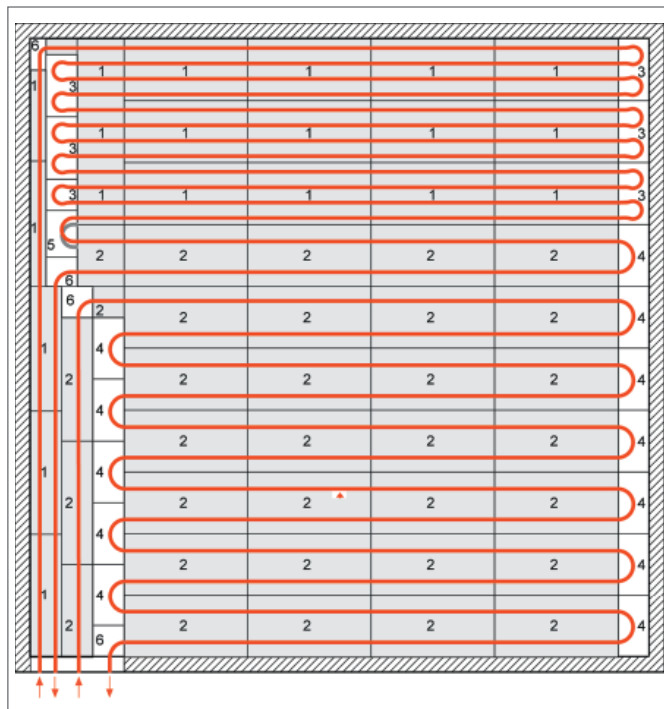 6
1 1 1 1 1 3
1 3
1 1 1 1 1 3
3
3 1 1 1 1 1 3
1
5 2 2 2 2 2 4
6
6 2 2 2 2 2 4
1 4
2 2 2 2 2 4
4
2 2 2 2 4
1 4
2 2 2 2 2 4
4
2 2 2 2 4
1 4
2 6 2 2 2 2 4